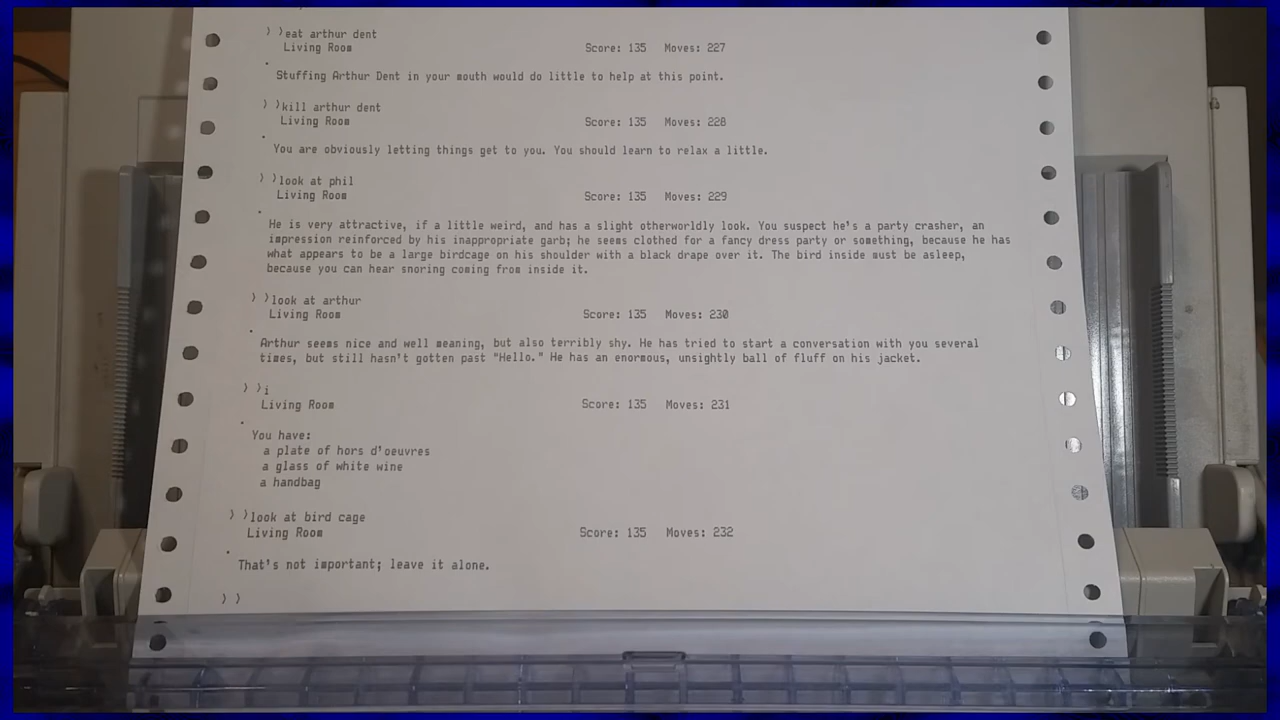 > >eat arthur dent
Living Room Score: 135 Moves: 227
Stuffing Arthur Dent in your mouth would do little to help at this point.
> >kill arthur dent
Living Room Score: 135 Moves: 228
You are obviously letting things get to you. You should learn to relax a little.
> >look at phil
Living Room Score: 135 Moves: 229
He is very attractive, if a little weird, and has a slight otherworldly look. You suspect he's a party crasher, an
impression reinforced by his inappropriate garb; he seems clothed for a fancy dress party or something, because he has
what appears to be a large birdcage on his shoulder with a black drape over it. The bird inside must be asleep,
because you can hear snoring coming from inside it.
> >look at arthur
Living Room Score: 135 Moves: 230
Arthur seems nice and well meaning, but also terribly shy. He has tried to start a conversation with you several
times, but still hasn't gotten past "Hello." He has an enormous, unsightly ball of fluff on his jacket.
> >i
Living Room Score: 135 Moves: 231
You have:
a plate of hors d'oeuvres
a glass of white wine
a handbag
> >look at bird cage
Living Room Score: 135 Moves: 232
That's not important; leave it alone.
> >